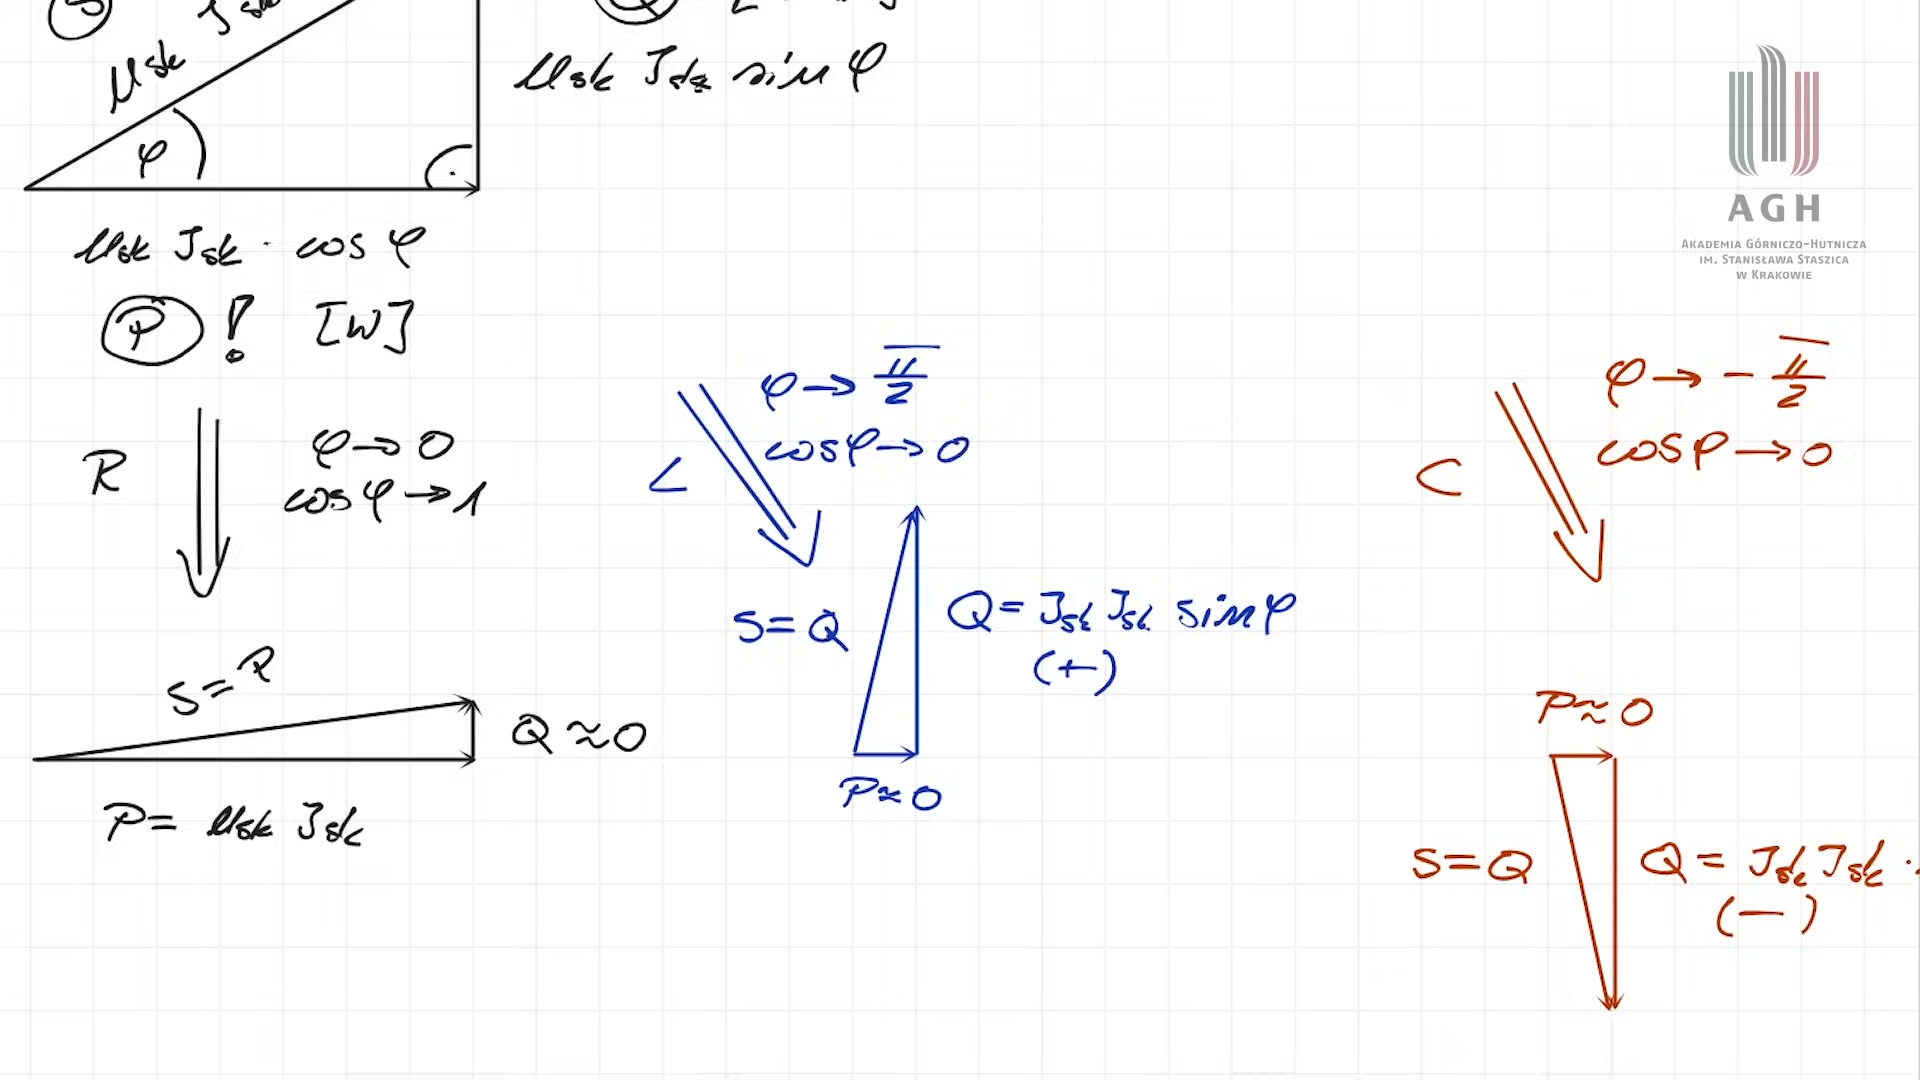 Usk Jsk sin φ
Usk
φ
Usk Jsk · cos φ
P ! [W]
R
φ → 0
cos φ → 1
S = P
Q ≈ 0
P = Usk Jsk
φ → π/2
cos φ → 0
L
S = Q
Q = Jsk Jsk sin φ
(+)
P ≈ 0
AGH
AKADEMIA GÓRNICZO-HUTNICZA
IM. STANISŁAWA STASZICA
W KRAKOWIE
φ → - π/2
cos φ → 0
C
P ≈ 0
S = Q
Q = Jsk Jsk ·
(-)